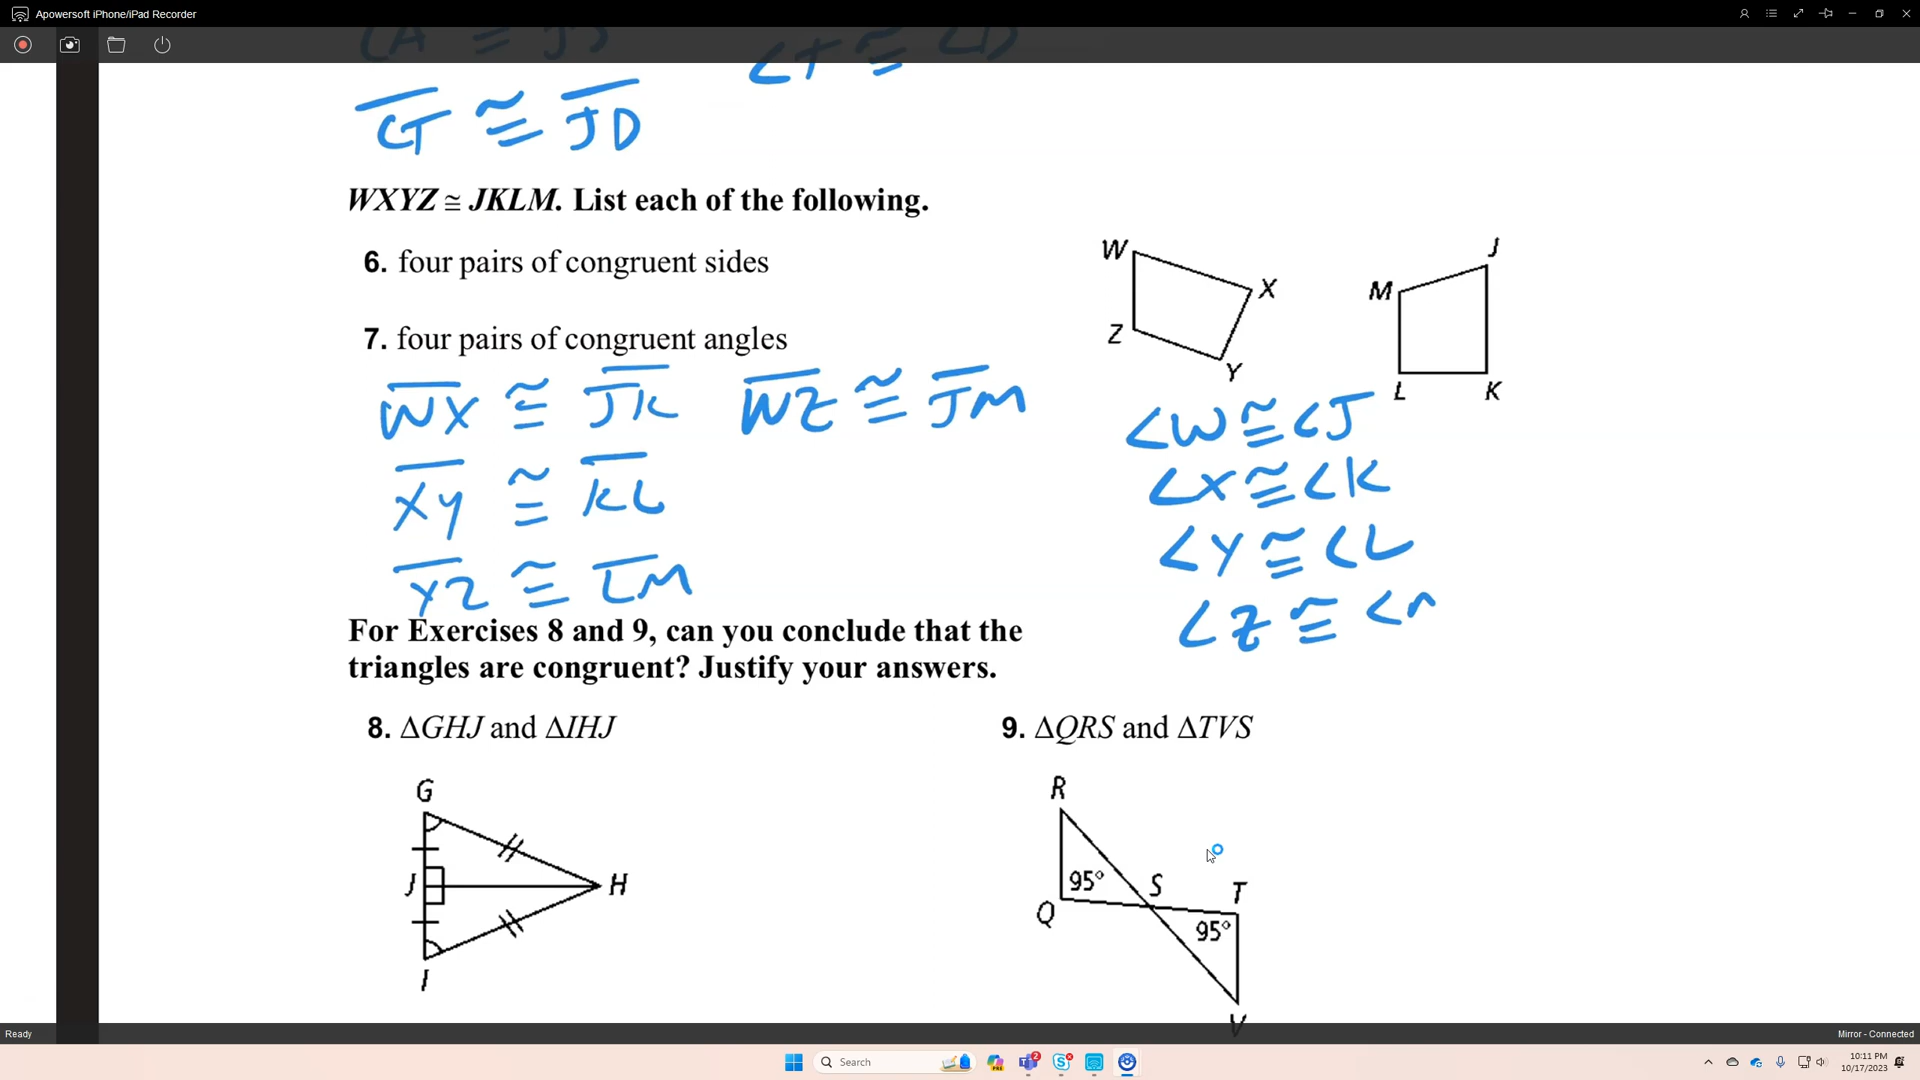 Apowersoft iPhone/iPad Recorder
∠T ≅ ∠D
CT ≅ JD
WXYZ ≅ JKLM. List each of the following.
6. four pairs of congruent sides
7. four pairs of congruent angles
W
X
Z
Y
J
M
L
K
WX ≅ JK WZ ≅ JM
XY ≅ KL
YZ ≅ LM
∠W ≅ ∠J
∠X ≅ ∠K
∠Y ≅ ∠L
∠Z ≅ ∠
For Exercises 8 and 9, can you conclude that the
triangles are congruent? Justify your answers.
8. ΔGHJ and ΔIHJ
9. ΔQRS and ΔTVS
G
J
H
I
R
95°
S
T
Q
95°
V
Ready
Mirror - Connected
Search
PRE
2
10:11 PM
10/17/2023